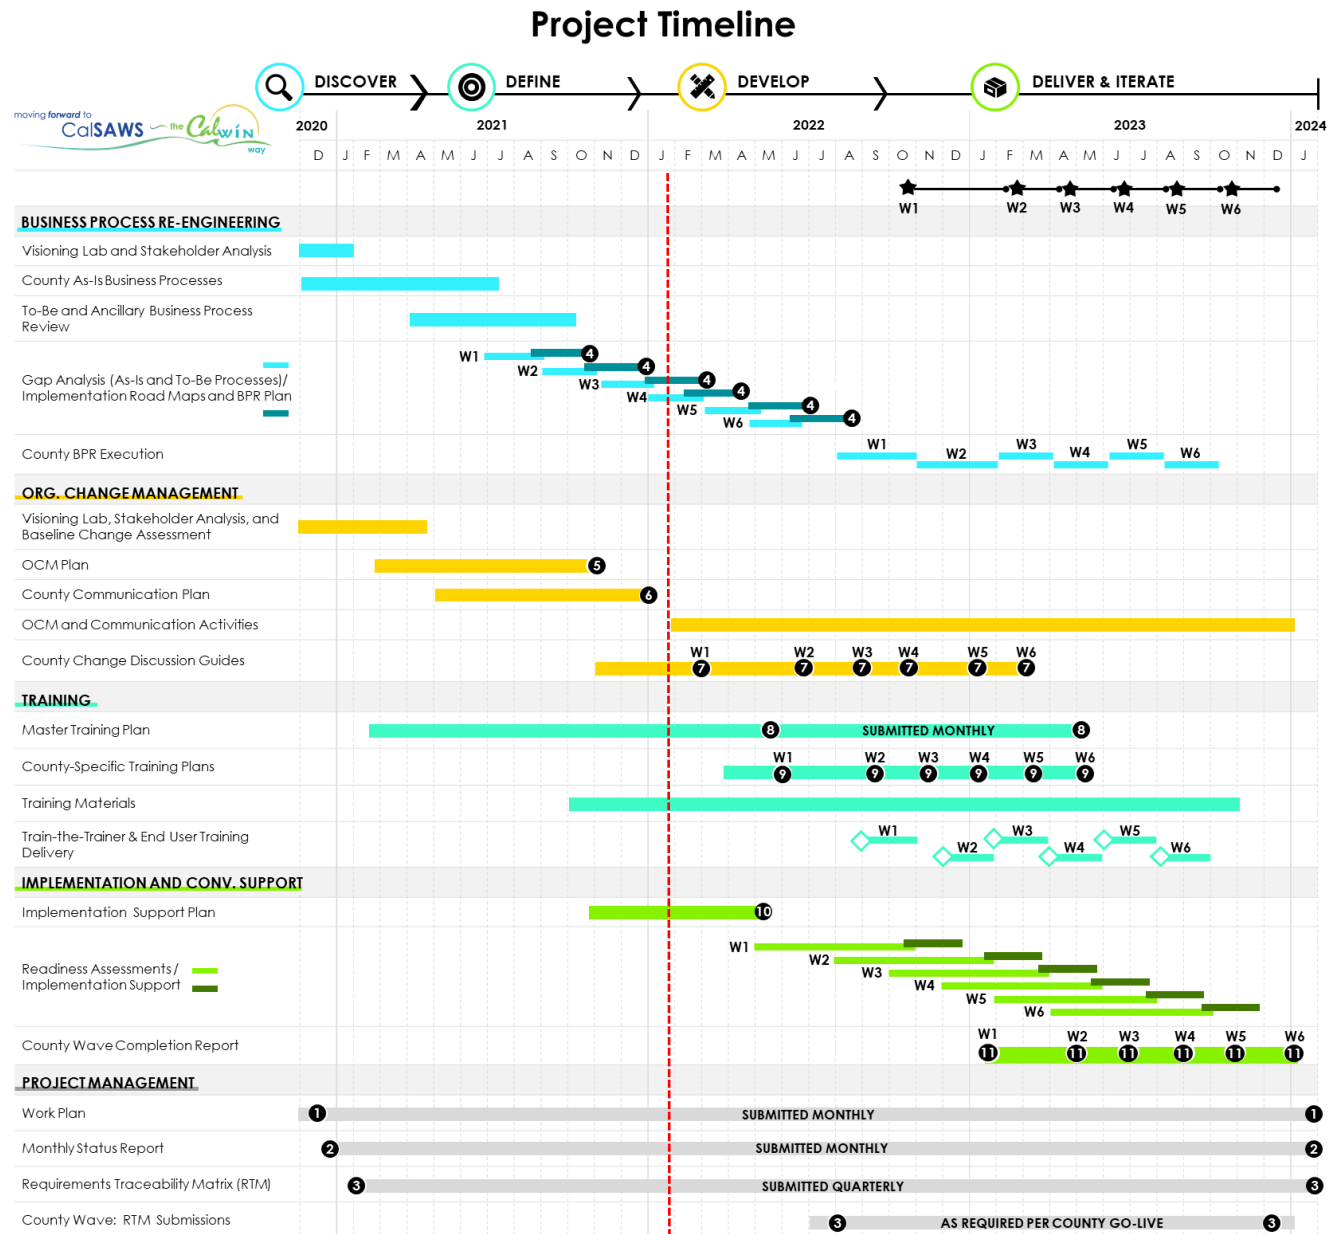 Project Timeline
DISCOVER
DEFINE
DEVELOP
DELIVER & ITERATE
moving forward to
CalSAWS
the CalWIN
way
2020
2021
2022
2023
2024
D J F M A M J J A S O N D J F M A M J J A S O N D J F M A M J J A S O N D J
W1 W2 W3 W4 W5 W6
BUSINESS PROCESS RE-ENGINEERING
Visioning Lab and Stakeholder Analysis
County As-Is Business Processes
To-Be and Ancillary Business Process
Review
Gap Analysis (As-Is and To-Be Processes)/
Implementation Road Maps and BPR Plan
W1 4
W2 4
W3 4
W4 4
W5 4
W6 4
County BPR Execution
W1 W2 W3 W4 W5 W6
ORG. CHANGE MANAGEMENT
Visioning Lab, Stakeholder Analysis, and
Baseline Change Assessment
OCM Plan
5
County Communication Plan
6
OCM and Communication Activities
County Change Discussion Guides
W1 W2 W3 W4 W5 W6
7 7 7 7 7 7
TRAINING
Master Training Plan
8 SUBMITTED MONTHLY 8
County-Specific Training Plans
W1 W2 W3 W4 W5 W6
9 9 9 9 9 9
Training Materials
Train-the-Trainer & End User Training
Delivery
W1 W2 W3 W4 W5 W6
IMPLEMENTATION AND CONV. SUPPORT
Implementation Support Plan
10
Readiness Assessments /
Implementation Support
W1
W2
W3
W4
W5
W6
County Wave Completion Report
W1 W2 W3 W4 W5 W6
11 11 11 11 11 11
PROJECT MANAGEMENT
Work Plan
1 SUBMITTED MONTHLY 1
Monthly Status Report
2 SUBMITTED MONTHLY 2
Requirements Traceability Matrix (RTM)
3 SUBMITTED QUARTERLY 3
County Wave: RTM Submissions
3 AS REQUIRED PER COUNTY GO-LIVE 3